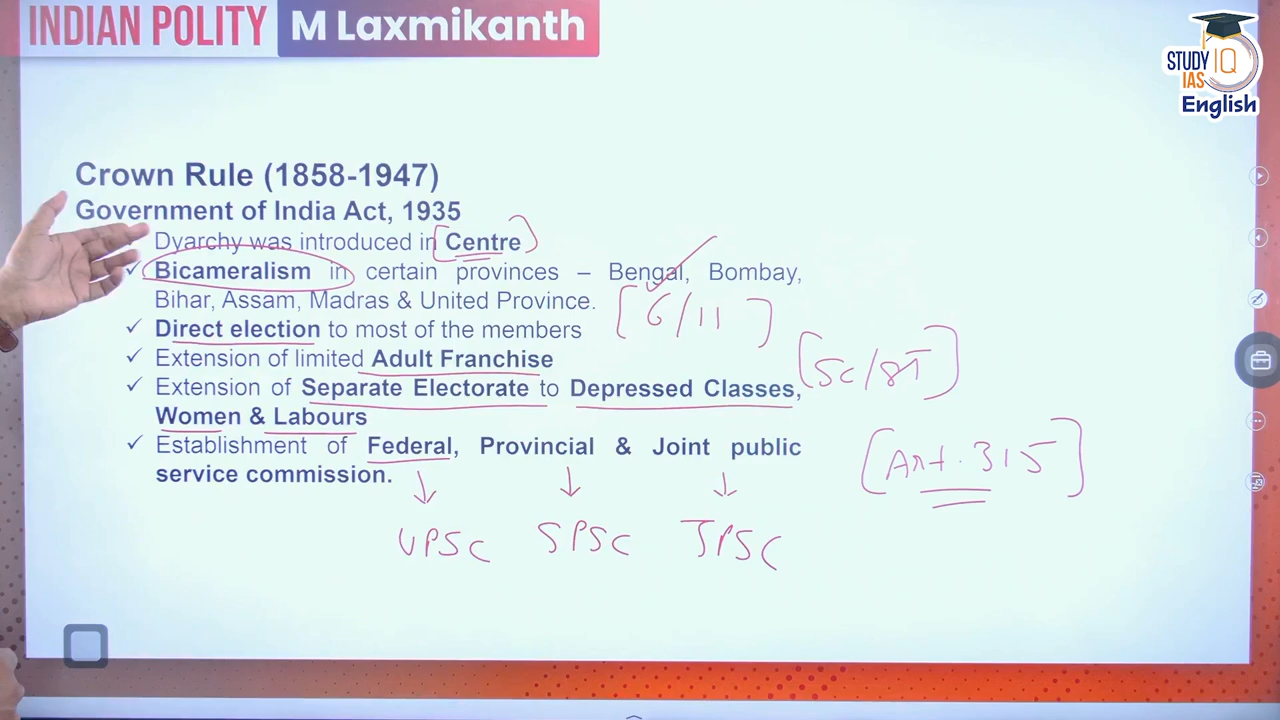 INDIAN POLITY M Laxmikanth
STUDY IQ
IAS
English
Crown Rule (1858-1947)
Government of India Act, 1935
Dyarchy was introduced in [Centre]
✓ Bicameralism in certain provinces – Bengal, Bombay,
Bihar, Assam, Madras & United Province.
[6/11]
✓ Direct election to most of the members
✓ Extension of limited Adult Franchise
[SC/ST]
✓ Extension of Separate Electorate to Depressed Classes,
Women & Labours
✓ Establishment of Federal, Provincial & Joint public
service commission.
[Art. 315]
UPSC SPSC JPSC